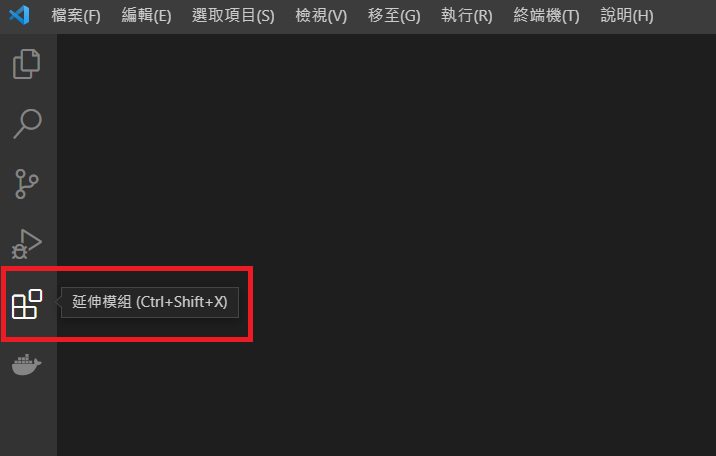 檔案(F) 編輯(E) 選取項目(S) 檢視(V) 移至(G) 執行(R) 終端機(T) 說明(H)
延伸模組 (Ctrl+Shift+X)